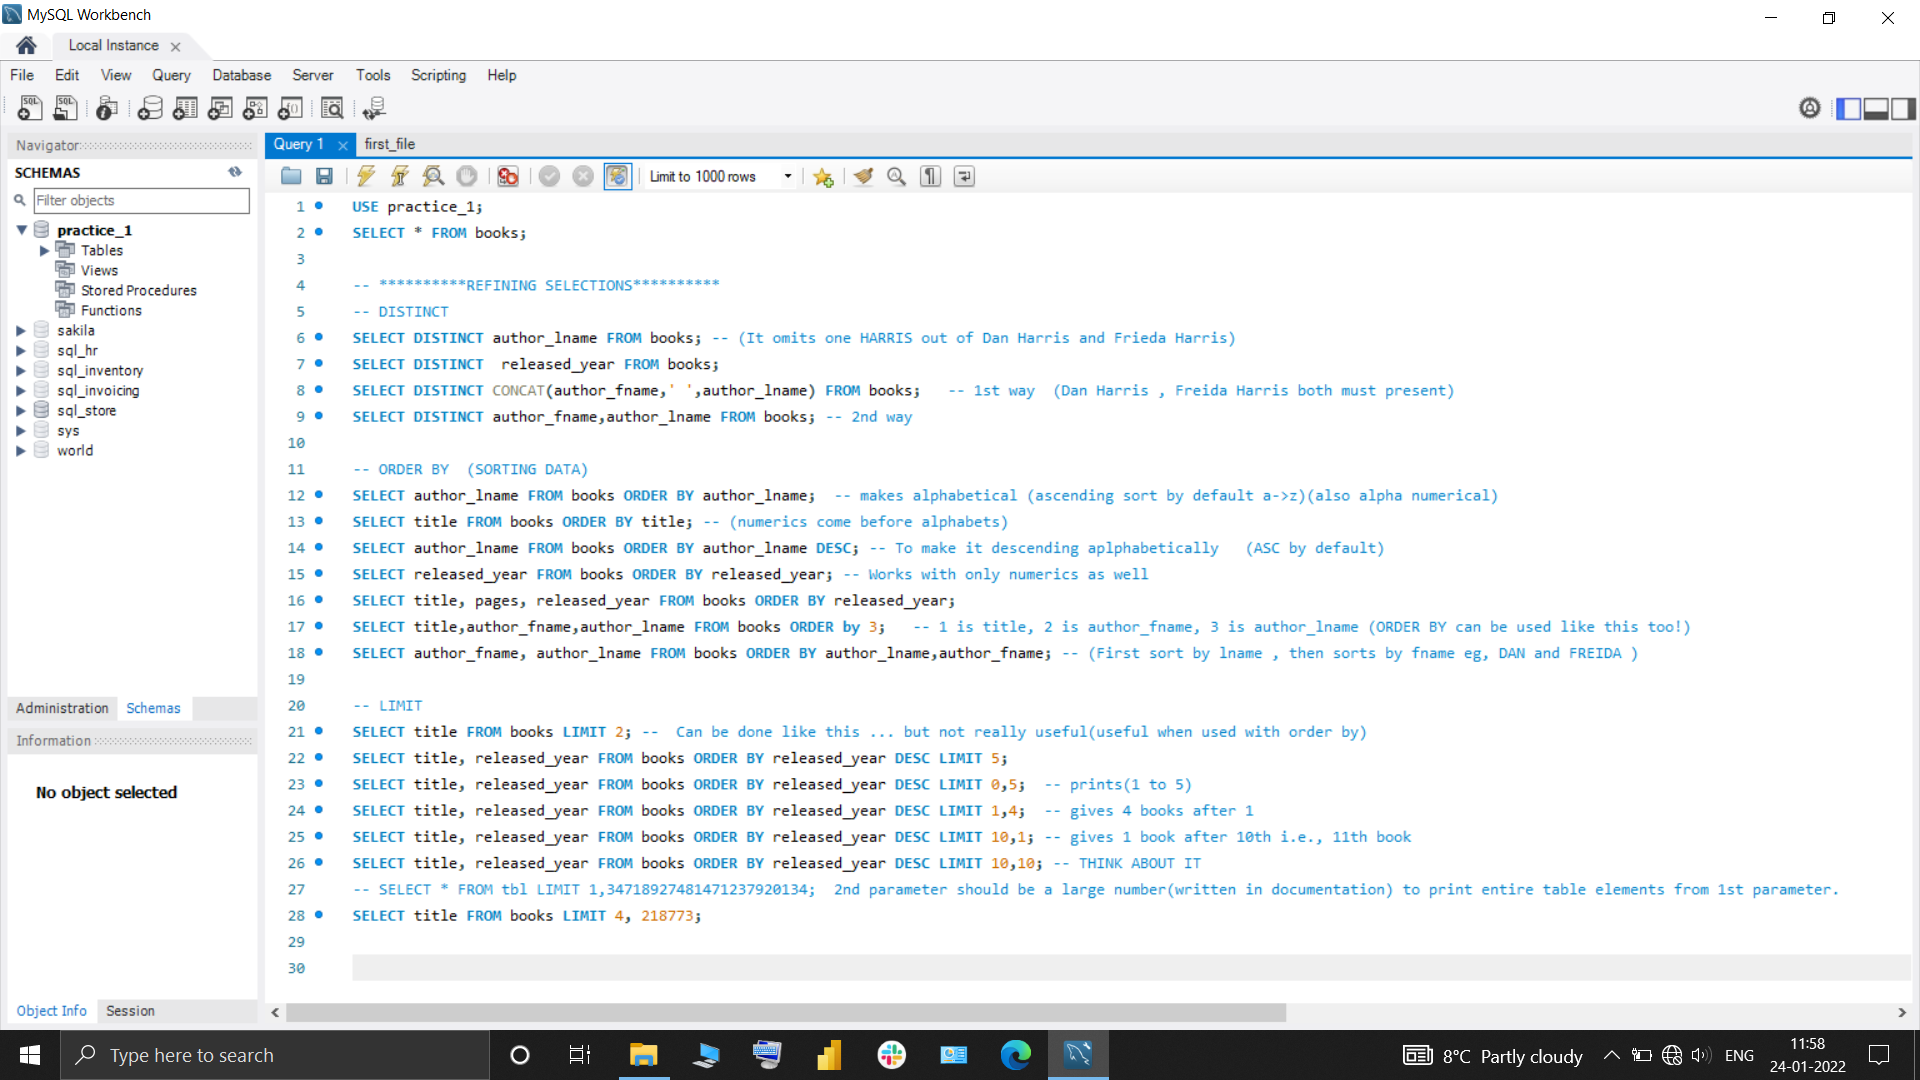 MySQL Workbench
Local Instance
File Edit View Query Database Server Tools Scripting Help
Navigator
SCHEMAS
Filter objects
practice_1
Tables
Views
Stored Procedures
Functions
sakila
sql_hr
sql_inventory
sql_invoicing
sql_store
sys
world
Administration Schemas
Information
No object selected
Object Info Session
Query 1 first_file
Limit to 1000 rows
1 USE practice_1;
2 SELECT * FROM books;
3
4 -- **********REFINING SELECTIONS**********
5 -- DISTINCT
6 SELECT DISTINCT author_lname FROM books; -- (It omits one HARRIS out of Dan Harris and Frieda Harris)
7 SELECT DISTINCT  released_year FROM books;
8 SELECT DISTINCT CONCAT(author_fname,' ',author_lname) FROM books;   -- 1st way  (Dan Harris , Freida Harris both must present)
9 SELECT DISTINCT author_fname,author_lname FROM books; -- 2nd way
10
11 -- ORDER BY  (SORTING DATA)
12 SELECT author_lname FROM books ORDER BY author_lname;  -- makes alphabetical (ascending sort by default a->z)(also alpha numerical)
13 SELECT title FROM books ORDER BY title; -- (numerics come before alphabets)
14 SELECT author_lname FROM books ORDER BY author_lname DESC; -- To make it descending aplphabetically   (ASC by default)
15 SELECT released_year FROM books ORDER BY released_year; -- Works with only numerics as well
16 SELECT title, pages, released_year FROM books ORDER BY released_year;
17 SELECT title,author_fname,author_lname FROM books ORDER by 3;   -- 1 is title, 2 is author_fname, 3 is author_lname (ORDER BY can be used like this too!)
18 SELECT author_fname, author_lname FROM books ORDER BY author_lname,author_fname; -- (First sort by lname , then sorts by fname eg, DAN and FREIDA )
19
20 -- LIMIT
21 SELECT title FROM books LIMIT 2; --  Can be done like this ... but not really useful(useful when used with order by)
22 SELECT title, released_year FROM books ORDER BY released_year DESC LIMIT 5;
23 SELECT title, released_year FROM books ORDER BY released_year DESC LIMIT 0,5;  -- prints(1 to 5)
24 SELECT title, released_year FROM books ORDER BY released_year DESC LIMIT 1,4;  -- gives 4 books after 1
25 SELECT title, released_year FROM books ORDER BY released_year DESC LIMIT 10,1; -- gives 1 book after 10th i.e., 11th book
26 SELECT title, released_year FROM books ORDER BY released_year DESC LIMIT 10,10; -- THINK ABOUT IT
27 -- SELECT * FROM tbl LIMIT 1,34718927481471237920134;  2nd parameter should be a large number(written in documentation) to print entire table elements from 1st parameter.
28 SELECT title FROM books LIMIT 4, 218773;
29
30
Type here to search
8°C Partly cloudy
ENG
11:58
24-01-2022